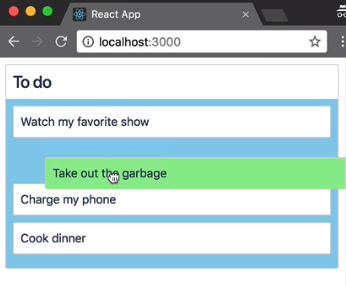 React App
localhost:3000
To do
Watch my favorite show
Take out the garbage
Charge my phone
Cook dinner